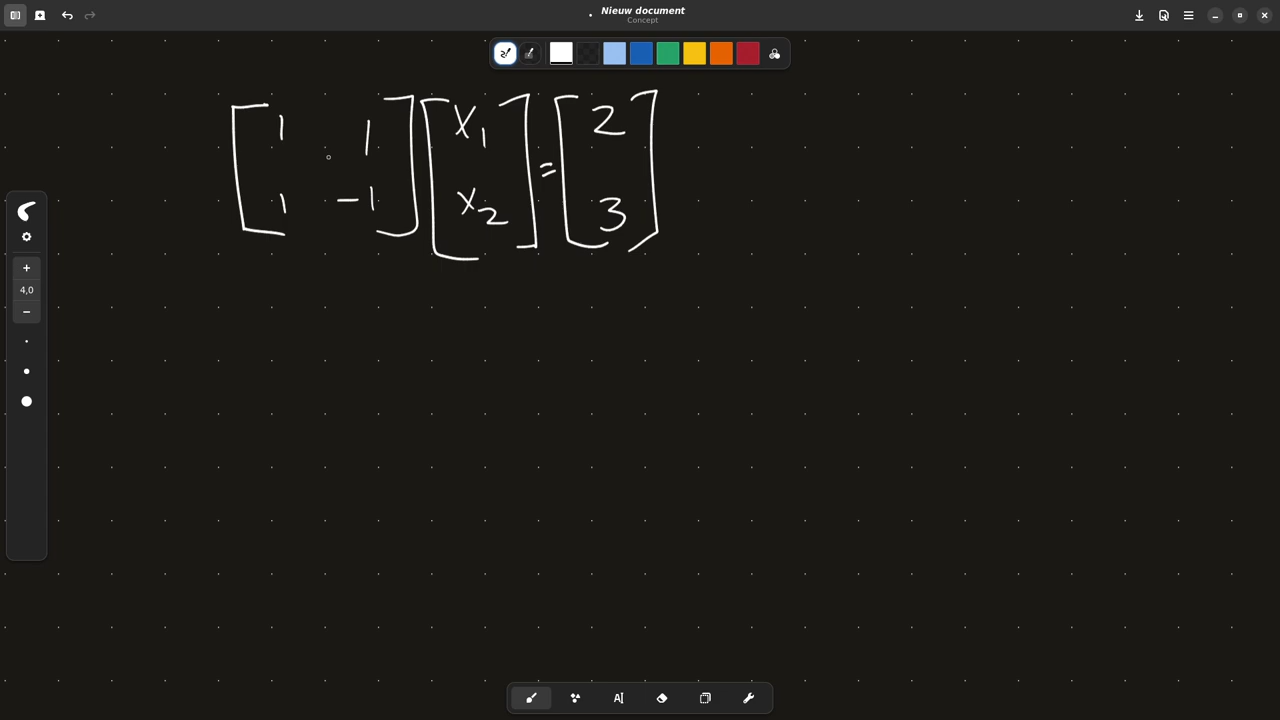 Nieuw document
Concept
4,0
A
[ 1 1 ] [ x₁ ] = [ 2 ]
[ 1 -1 ] [ x₂ ] [ 3 ]